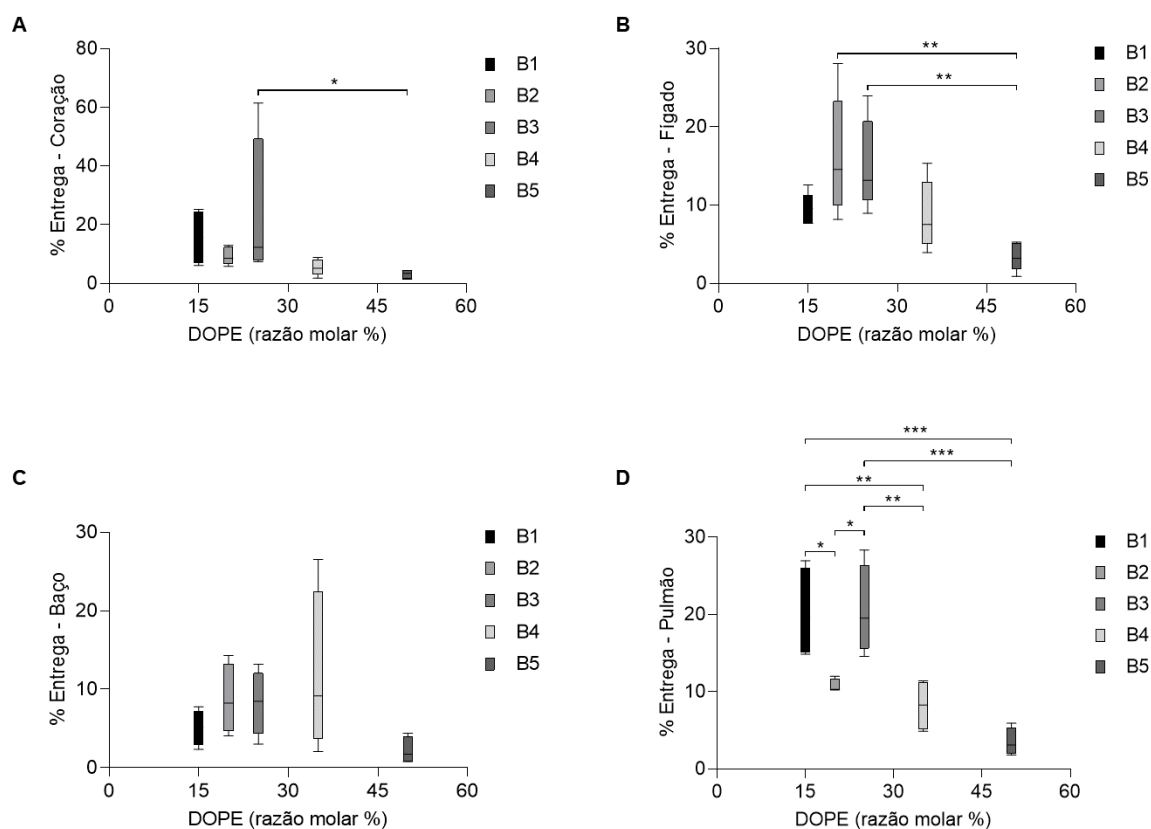 A
% Entrega - Coração
80
60
40
20
0
0 15 30 45 60
DOPE (razão molar %)
*
B1
B2
B3
B4
B5
B
% Entrega - Fígado
30
20
10
0
0 15 30 45 60
DOPE (razão molar %)
**
**
B1
B2
B3
B4
B5
C
% Entrega - Baço
30
20
10
0
0 15 30 45 60
DOPE (razão molar %)
B1
B2
B3
B4
B5
D
% Entrega - Pulmão
30
20
10
0
0 15 30 45 60
DOPE (razão molar %)
***
***
**
**
*
*
B1
B2
B3
B4
B5